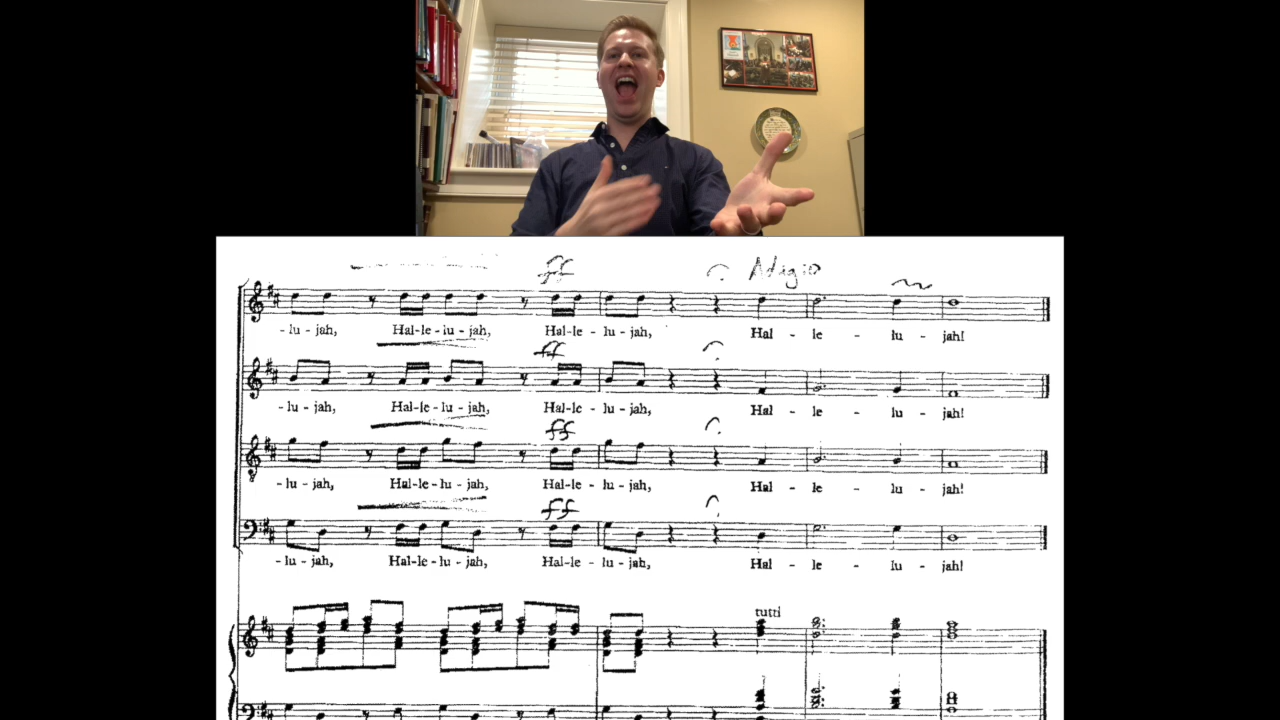 ff Adagio
-lu - jah, Hal-le-lu-jah, Hal-le - lu-jah, Hal - le - lu - jah!
ff
-lu - jah, Hal-le-lu-jah, Hal-le - lu-jah, Hal - le - lu - jah!
ff
-lu - jah, Hal-le-lu-jah, Hal-le - lu-jah, Hal - le - lu - jah!
ff
-lu - jah, Hal-le-lu-jah, Hal-le - lu-jah, Hal - le - lu - jah!
tutti